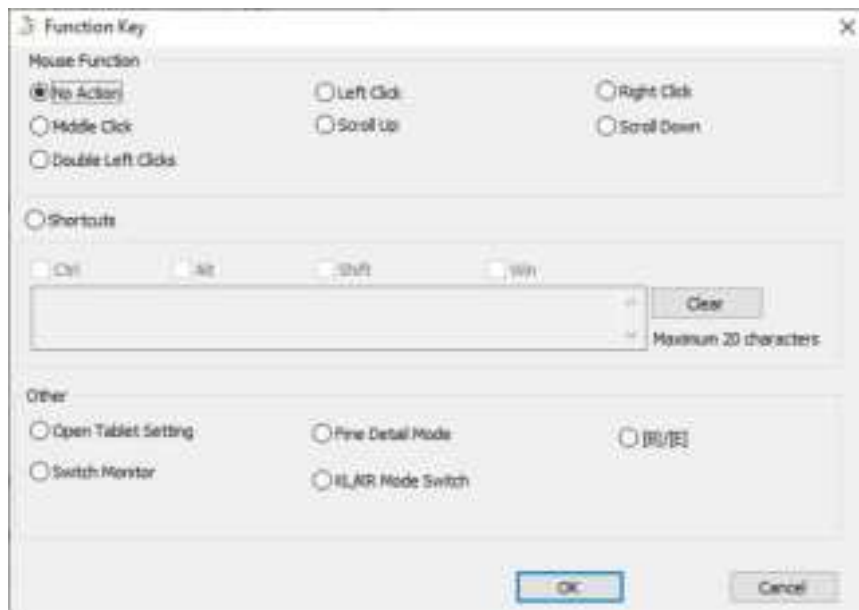 Function Key
Mouse Function
No Action
Left Click
Right Click
Middle Click
Scroll Up
Scroll Down
Double Left Clicks
Shortcuts
Ctrl
Alt
Shift
Win
Clear
Maximum 20 characters
Other
Open Tablet Setting
Fine Detail Mode
[B]/[E]
Switch Monitor
Mode Switch
OK
Cancel